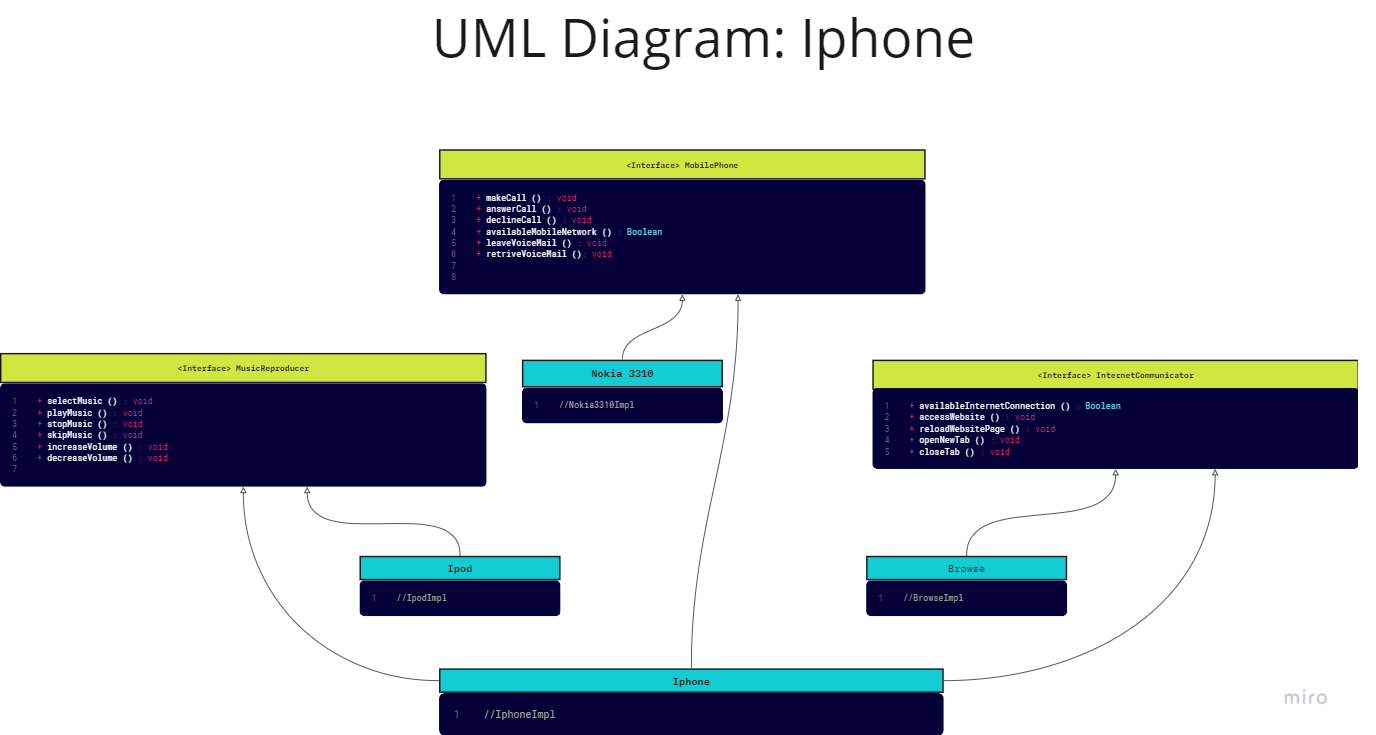 UML Diagram: Iphone
<Interface> MobilePhone
1 + makeCall () : void
2 + answerCall () : void
3 + declineCall () : void
4 + availableMobileNetwork () : Boolean
5 + leaveVoiceMail () : void
6 + retriveVoiceMail (): void
7
8
<Interface> MusicReproducer
1 + selectMusic () : void
2 + playMusic () : void
3 + stopMusic () : void
4 + skipMusic () : void
5 + increaseVolume () : void
6 + decreaseVolume () : void
7
Nokia 3310
1 //Nokia3310Impl
<Interface> InternetCommunicator
1 + availableInternetConnection () : Boolean
2 + accessWebsite () : void
3 + reloadWebsitePage () : void
4 + openNewTab () : void
5 + closeTab () : void
Ipod
1 //IpodImpl
Browse
1 //BrowseImpl
Iphone
1 //IphoneImpl
miro